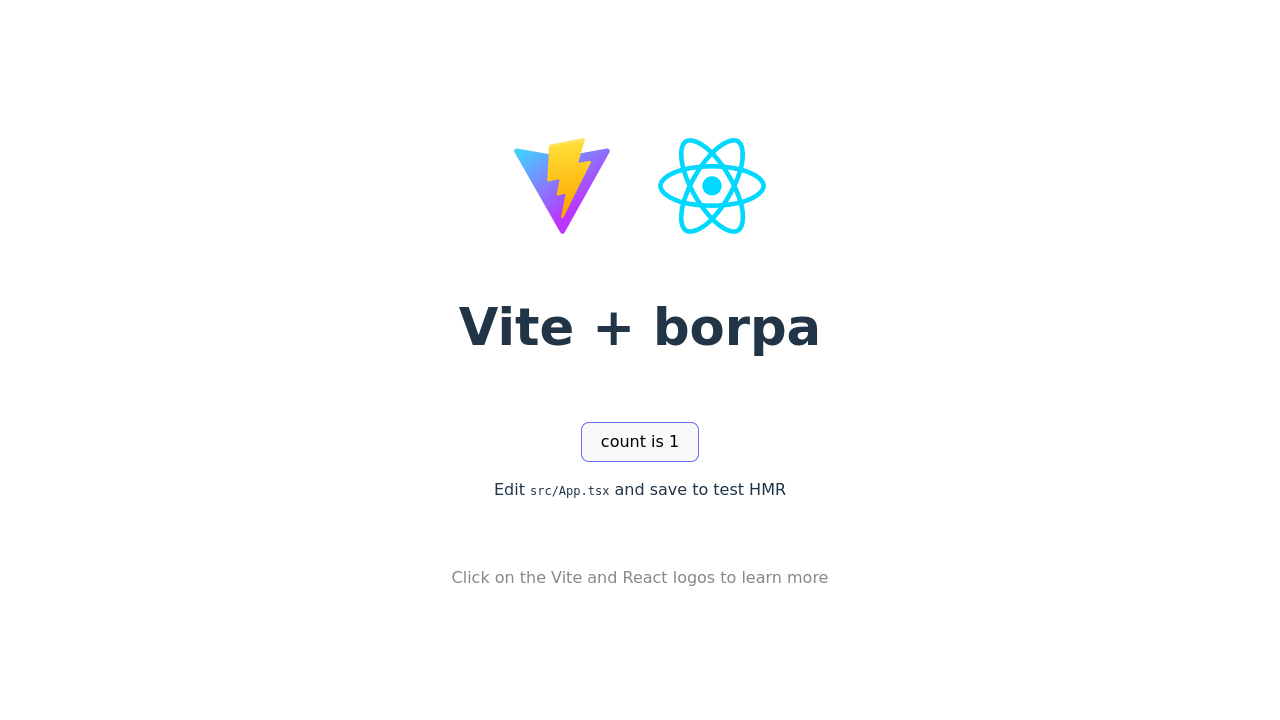 Vite + borpa
count is 1
Edit src/App.tsx and save to test HMR
Click on the Vite and React logos to learn more